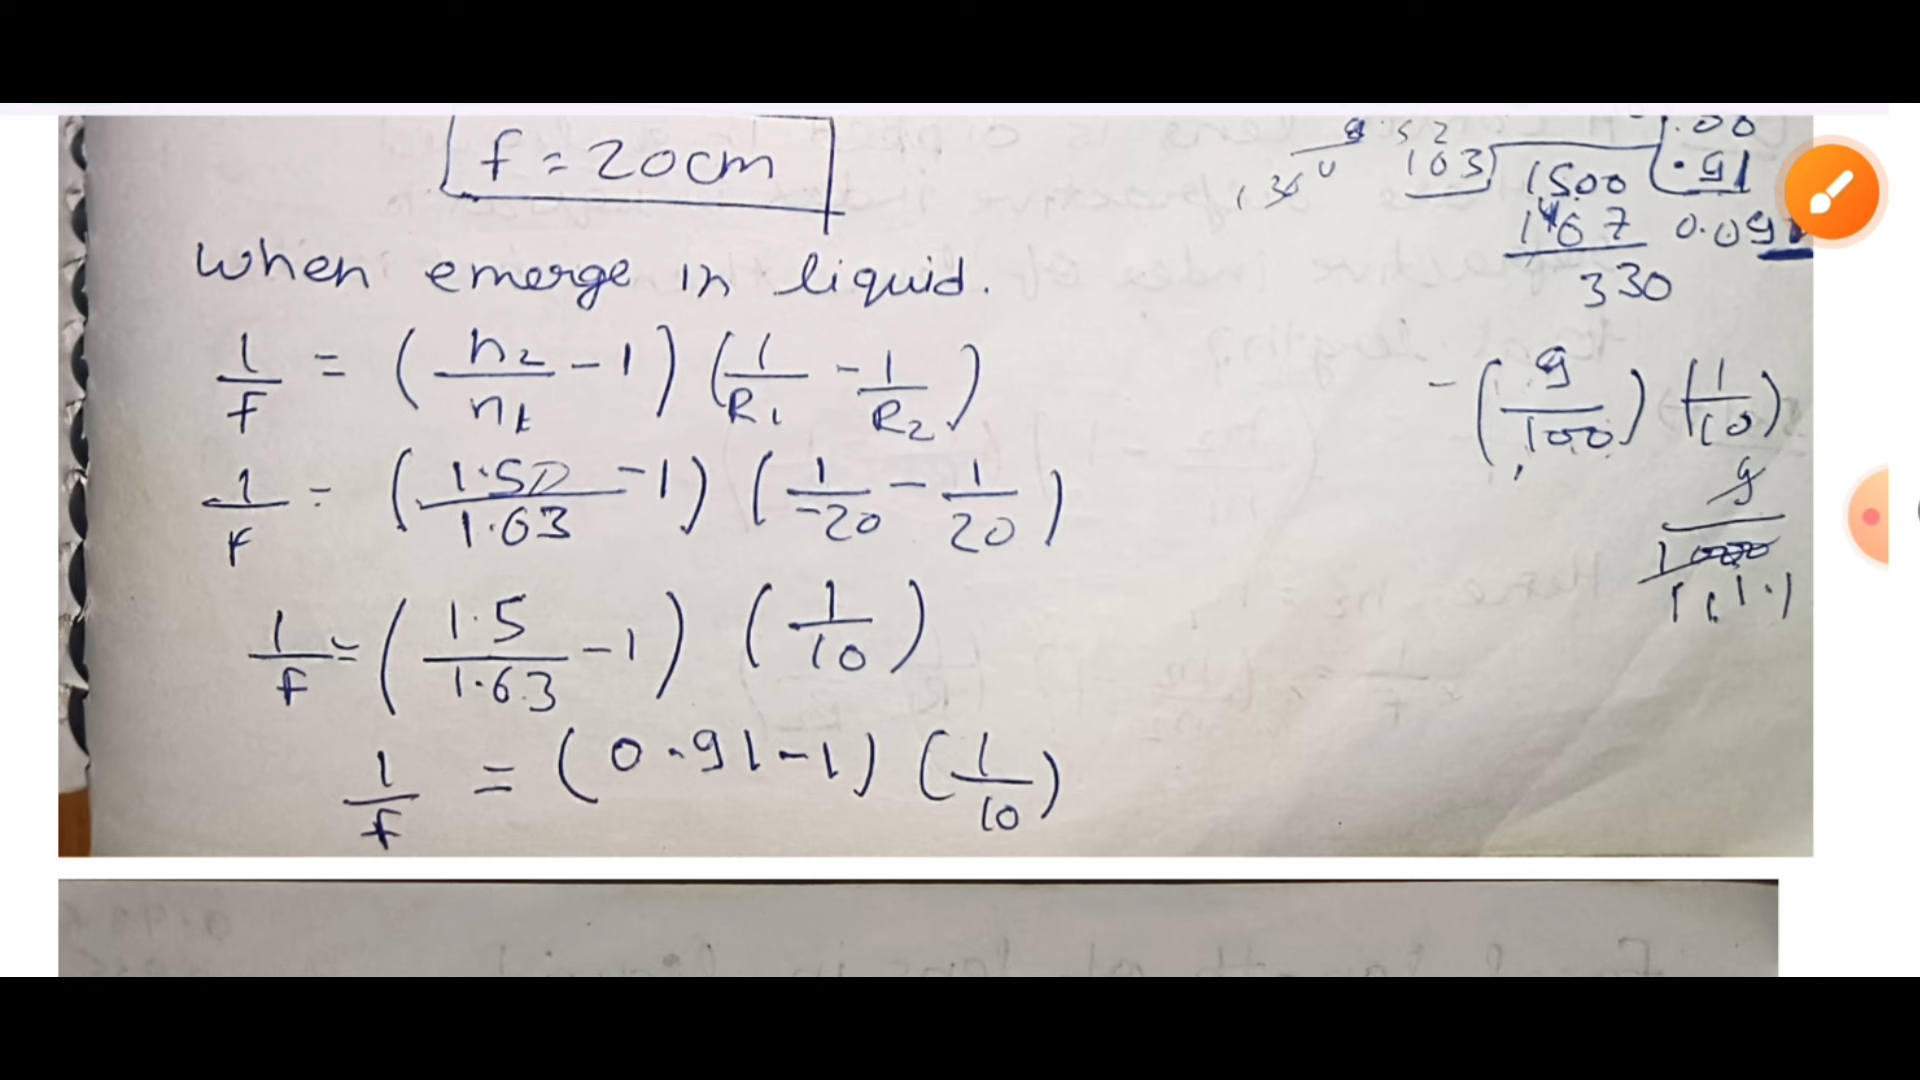 f = 20cm
When emerge in liquid.
1/F = (n2/n1 - 1) (1/R1 - 1/R2)
1/F = (1.50/1.63 - 1) (1/-20 - 1/20)
1/F = (1.5/1.63 - 1) (1/10)
1/F = (0.91 - 1) (1/10)
163 1500 .91
1467 0.09
330
- (9/100) (1/10)
9
1000